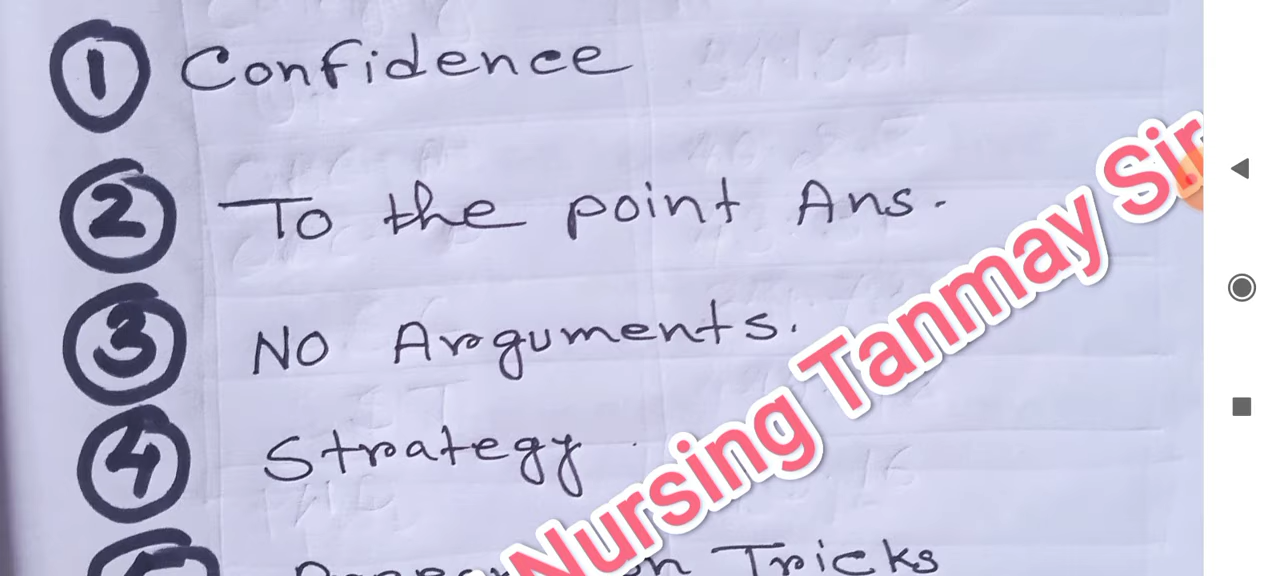 1 Confidence
2 To the point Ans.
3 No Arguments.
4 Strategy
Tricks
Nursing Tanmay Sir